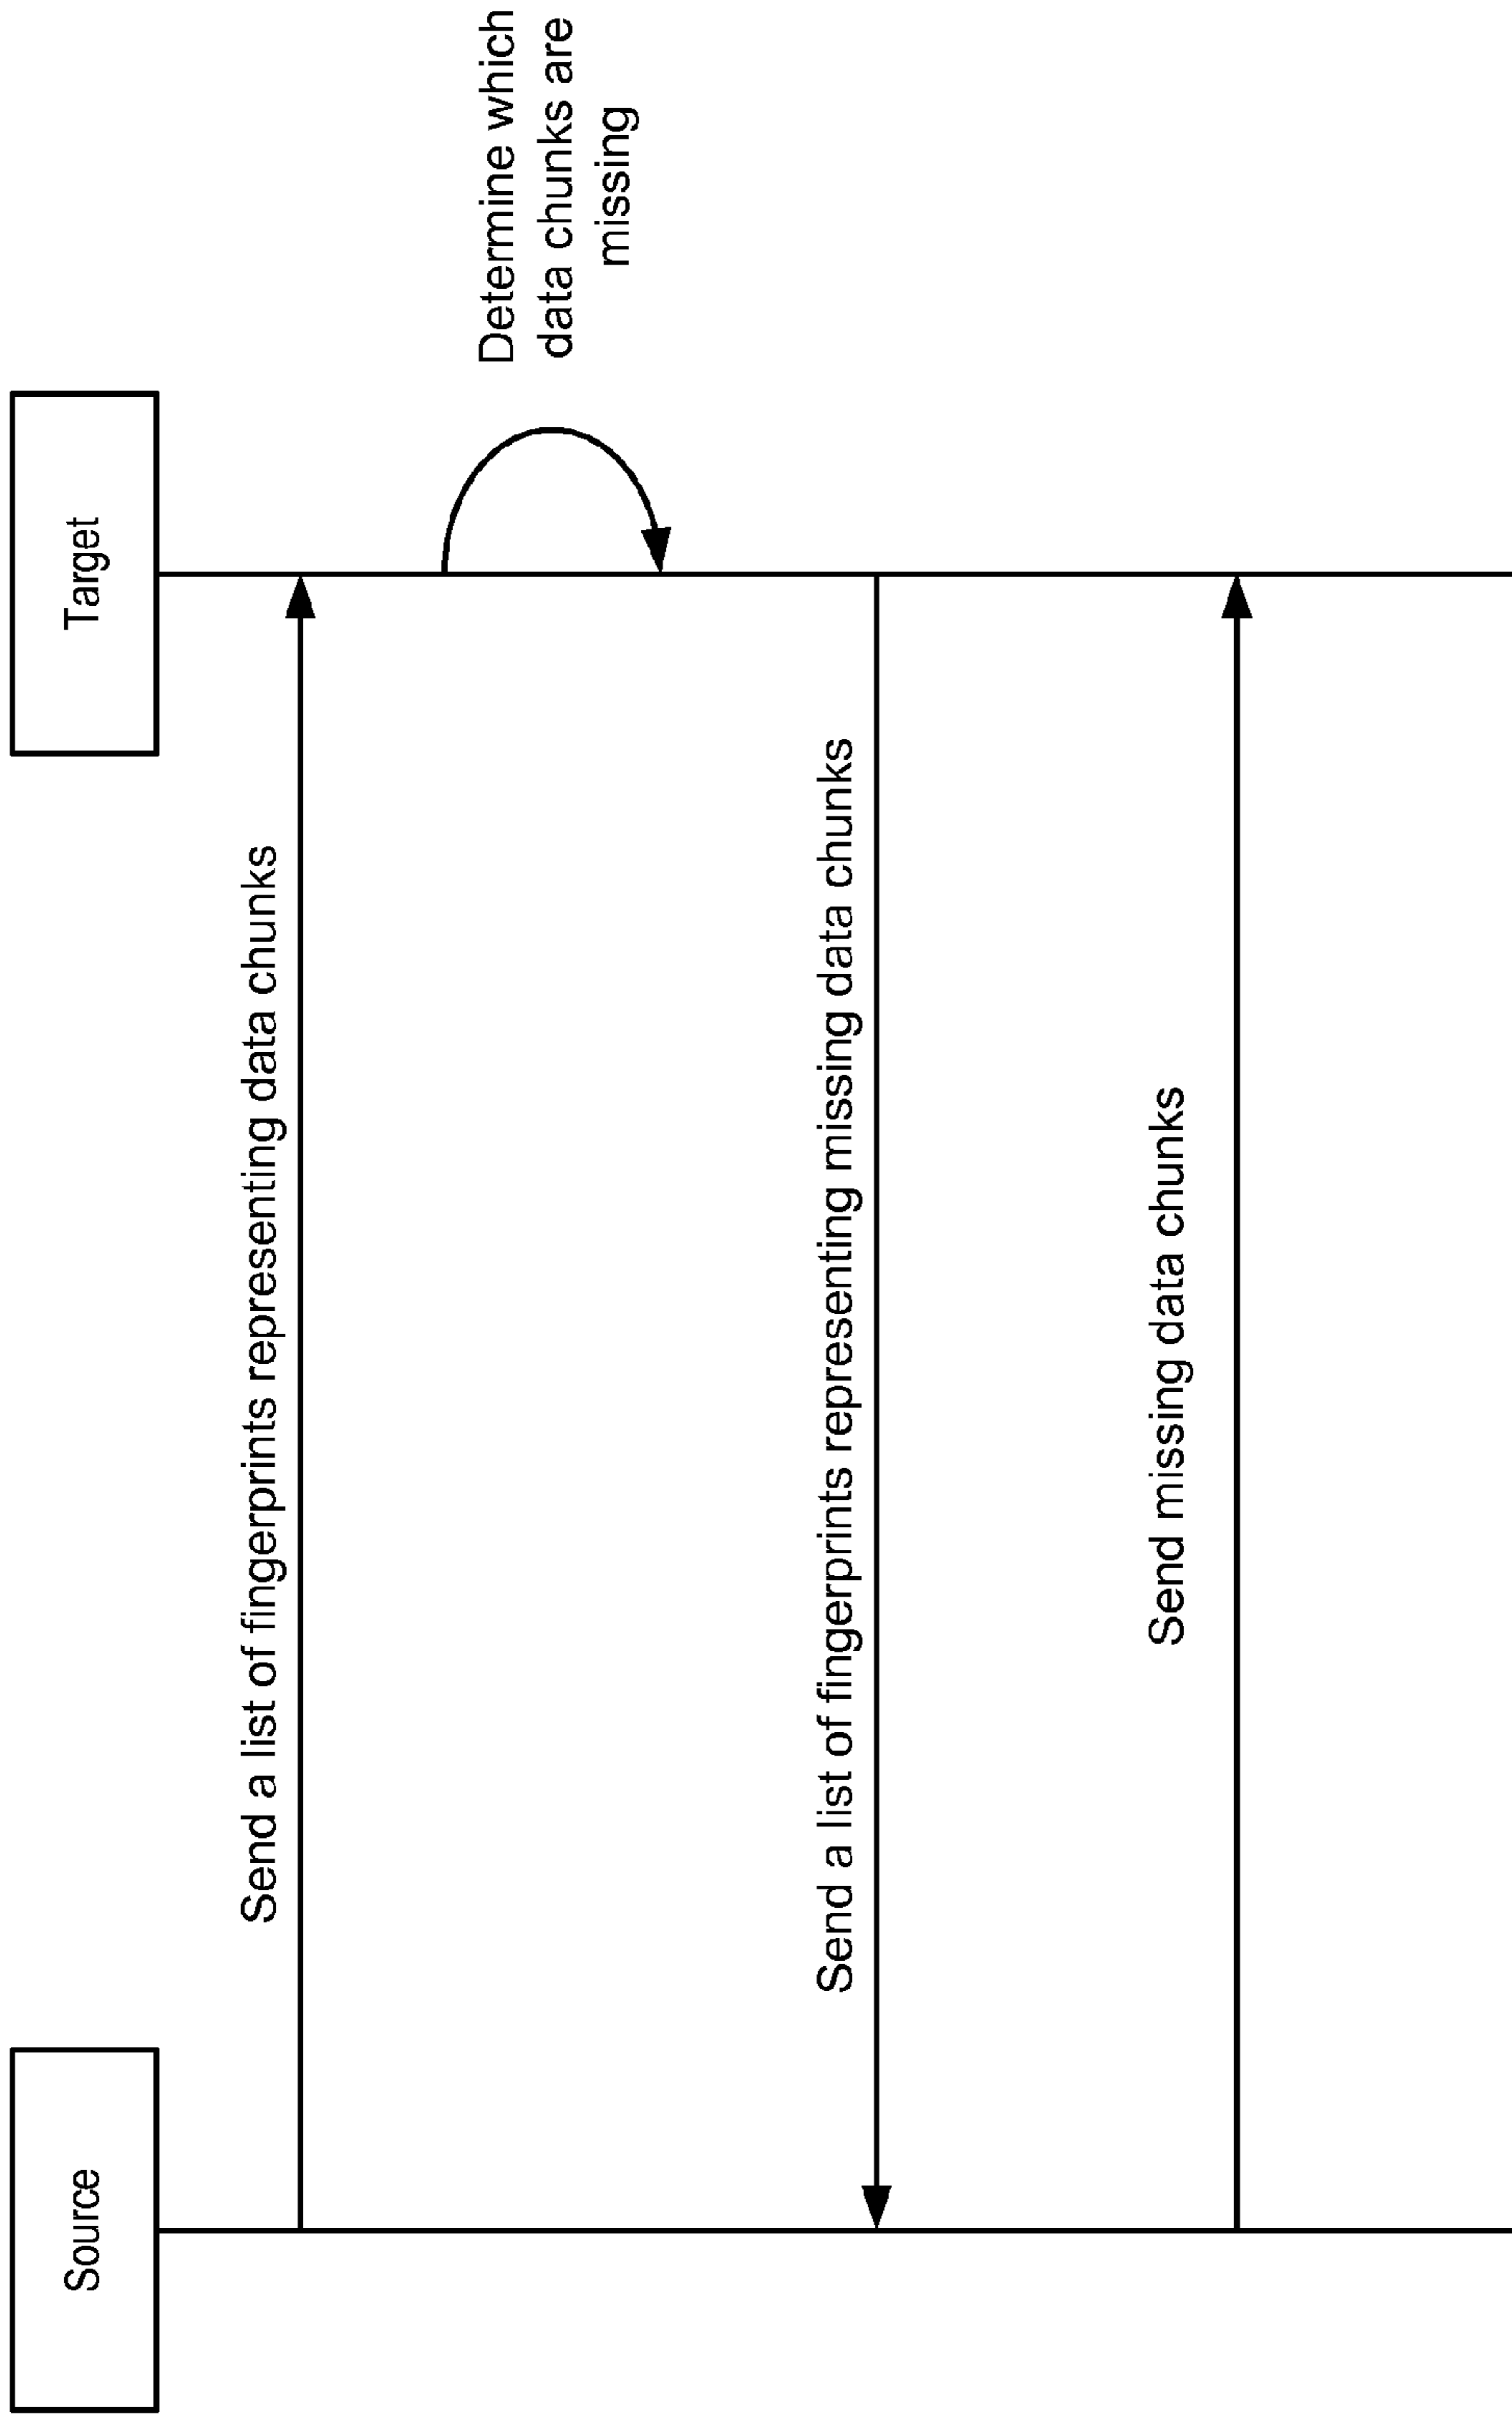 Source
Target
Send a list of fingerprints representing data chunks
Determine which
data chunks are
missing
Send a list of fingerprints representing missing data chunks
Send missing data chunks